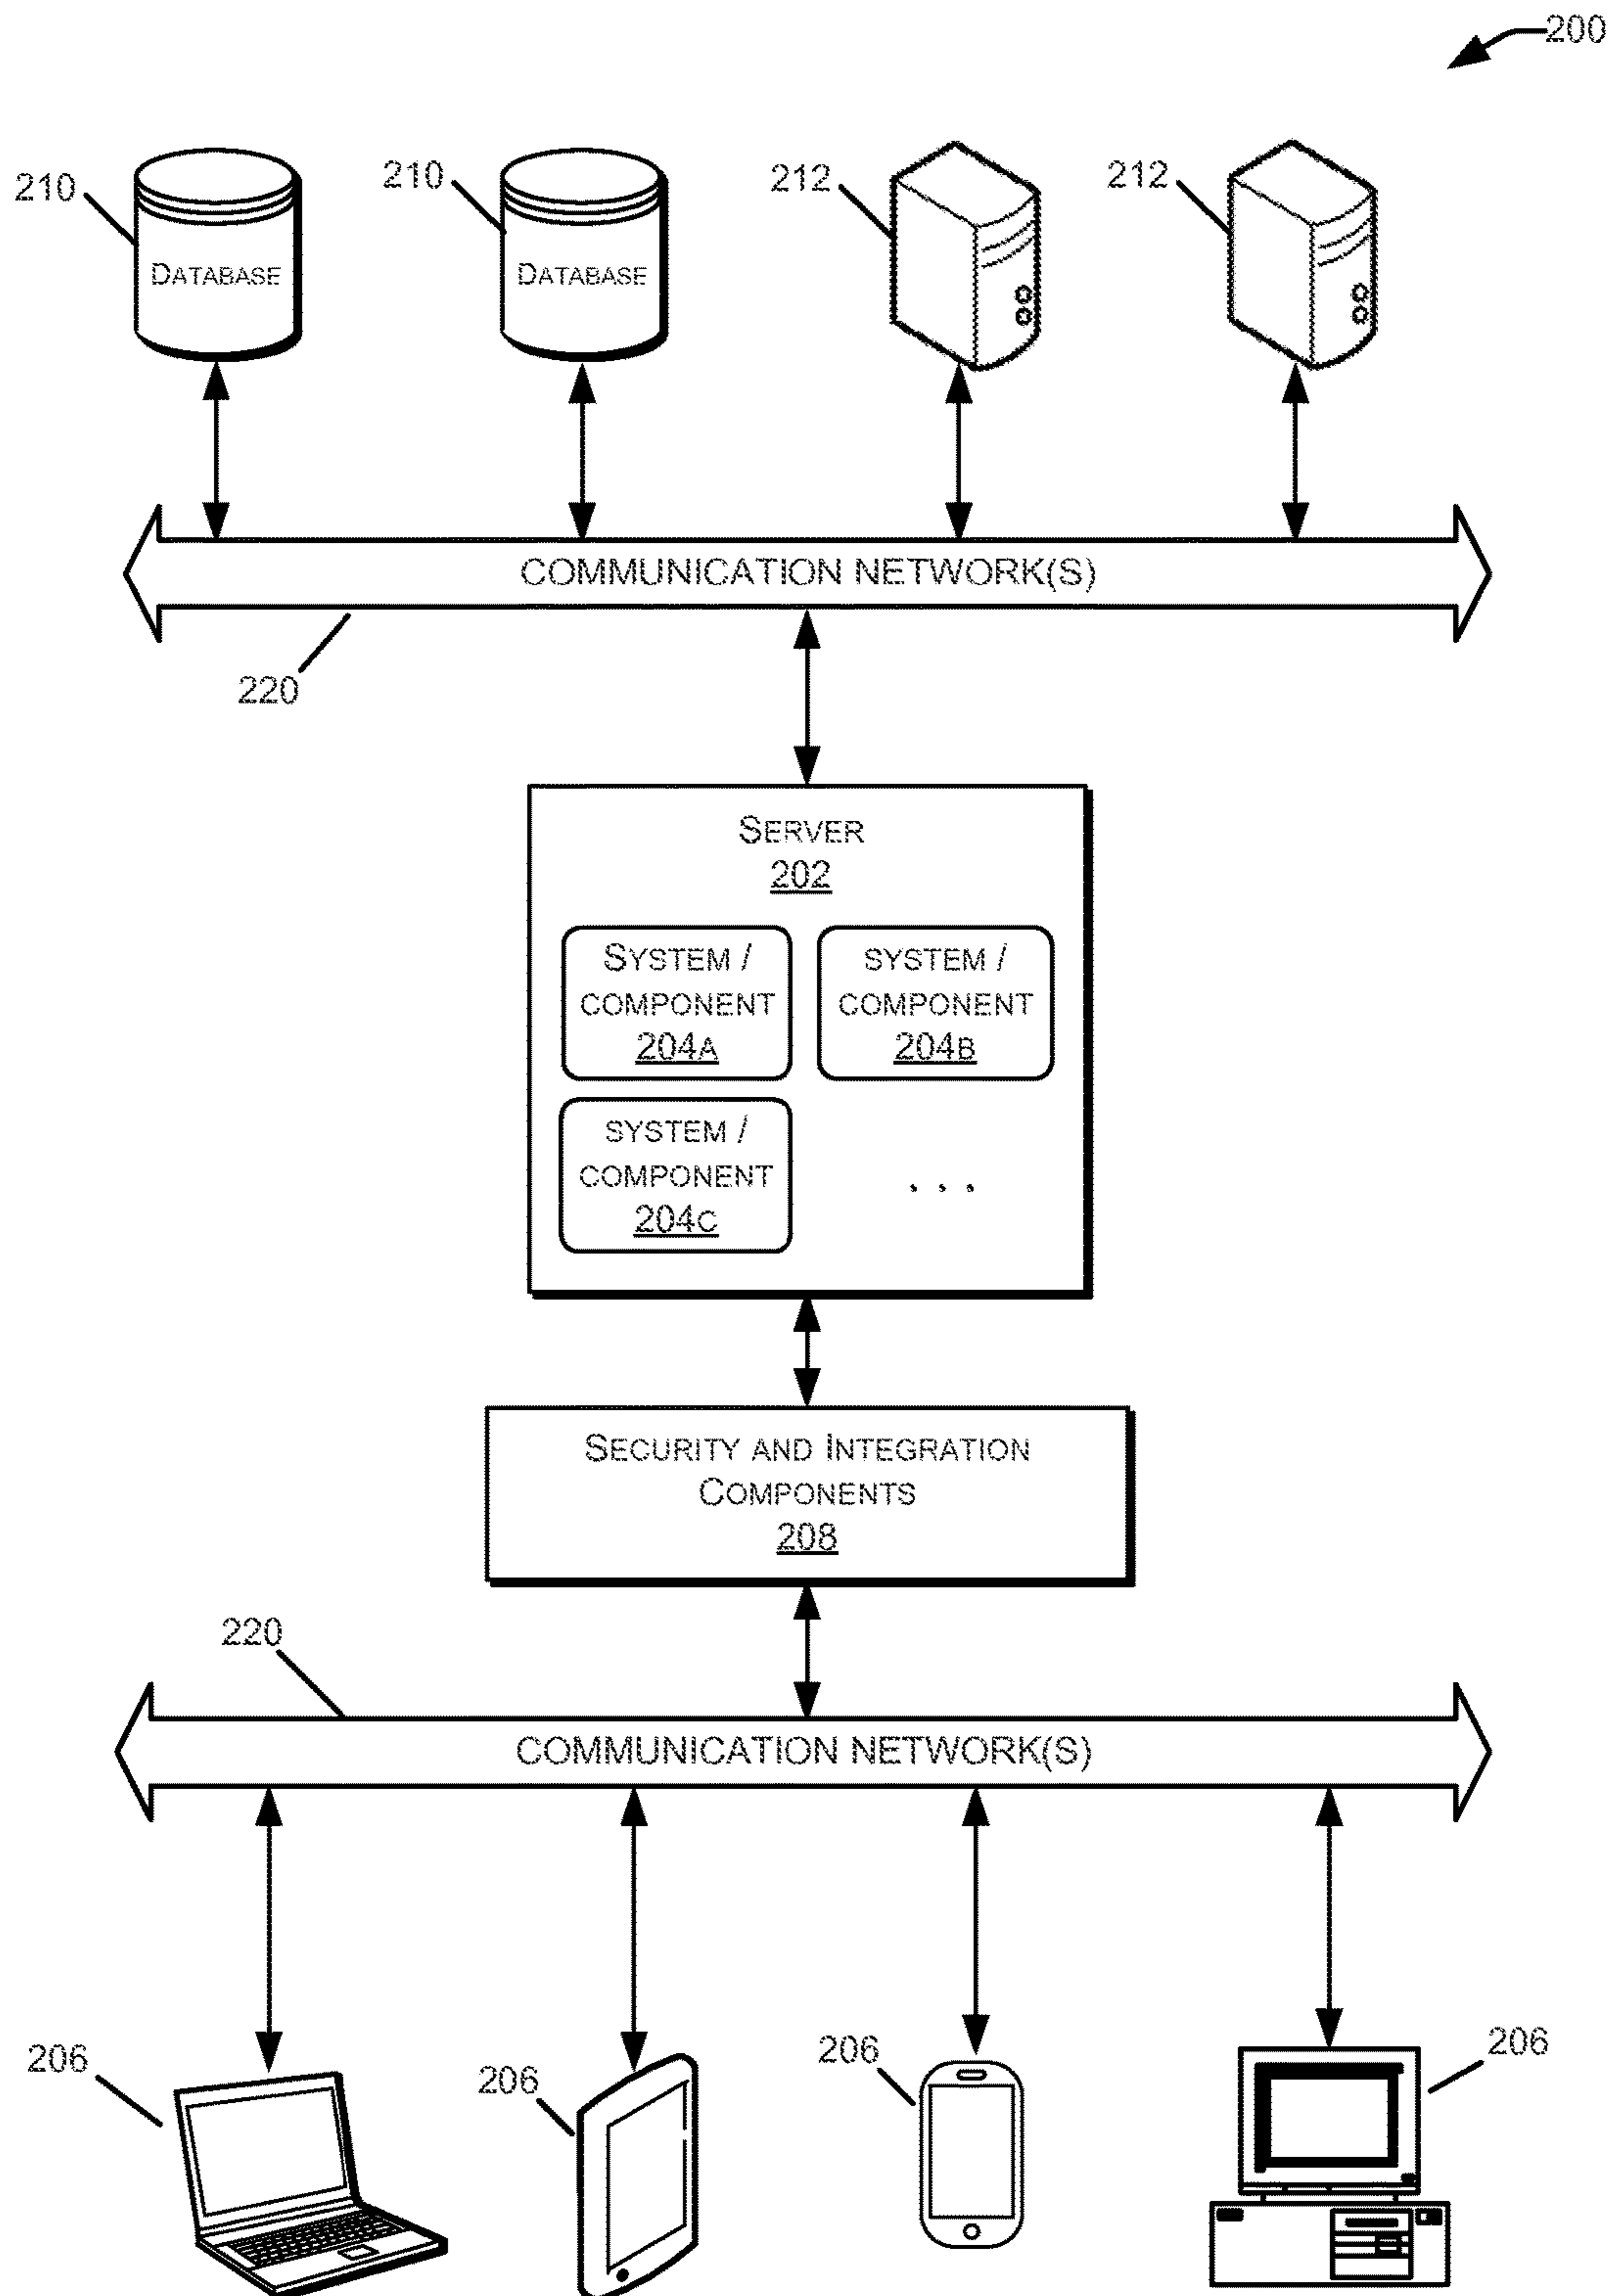 200
210
210
212
212
DATABASE
DATABASE
COMMUNICATION NETWORK(S)
220
SERVER
202
SYSTEM /
COMPONENT
204A
SYSTEM /
COMPONENT
204B
SYSTEM /
COMPONENT
204C
. . .
SECURITY AND INTEGRATION
COMPONENTS
208
220
COMMUNICATION NETWORK(S)
206
206
206
206